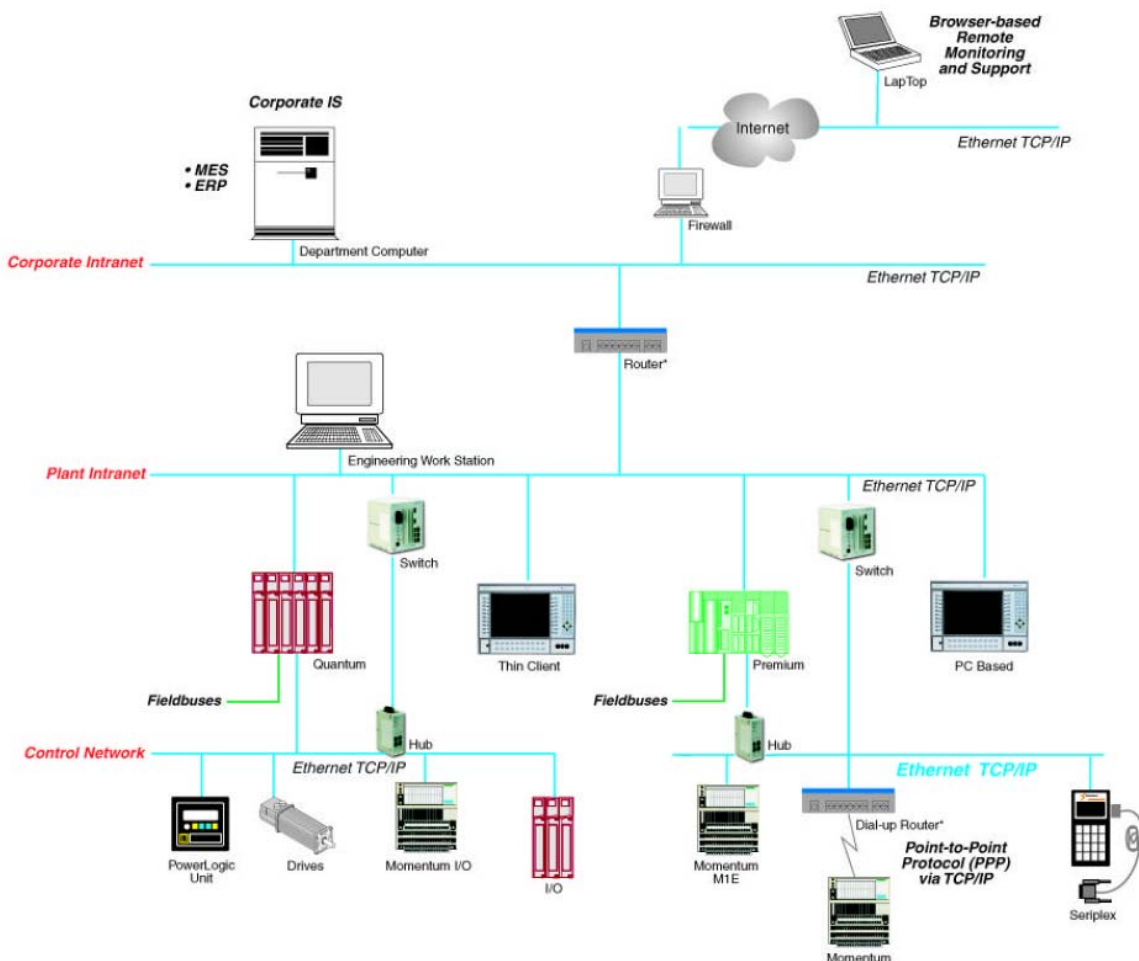 Browser-based
Remote
Monitoring
and Support
LapTop
Corporate IS
Internet
Ethernet TCP/IP
• MES
• ERP
Firewall
Department Computer
Corporate Intranet
Ethernet TCP/IP
Router*
Engineering Work Station
Plant Intranet
Ethernet TCP/IP
Switch
Switch
Quantum
Thin Client
Premium
PC Based
Fieldbuses
Fieldbuses
Hub
Hub
Control Network
Ethernet TCP/IP
Ethernet TCP/IP
Dial-up Router*
PowerLogic
Unit
Drives
Momentum I/O
I/O
Momentum
M1E
Point-to-Point
Protocol (PPP)
via TCP/IP
Seriplex
Momentum